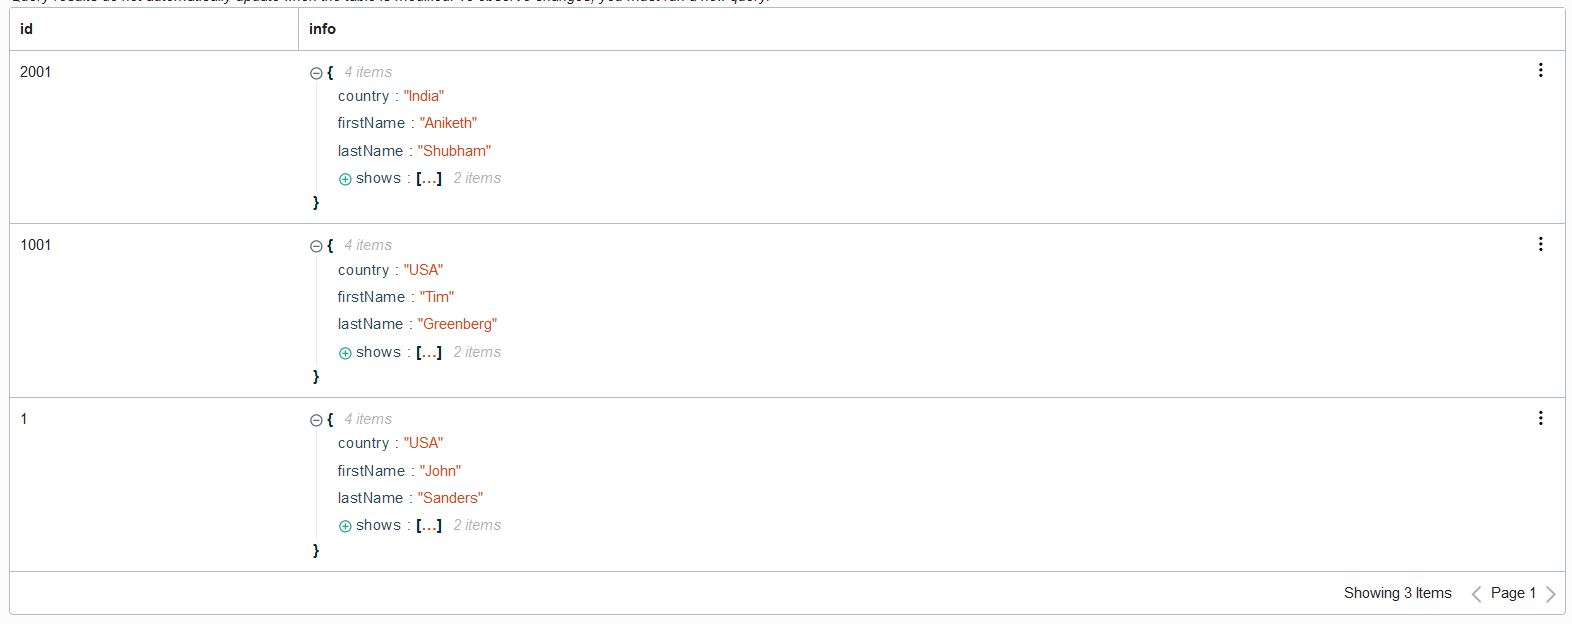 id info
2001 { 4 items
country : "India"
firstName : "Aniketh"
lastName : "Shubham"
shows : [...] 2 items
}
1001 { 4 items
country : "USA"
firstName : "Tim"
lastName : "Greenberg"
shows : [...] 2 items
}
1 { 4 items
country : "USA"
firstName : "John"
lastName : "Sanders"
shows : [...] 2 items
}
Showing 3 Items Page 1